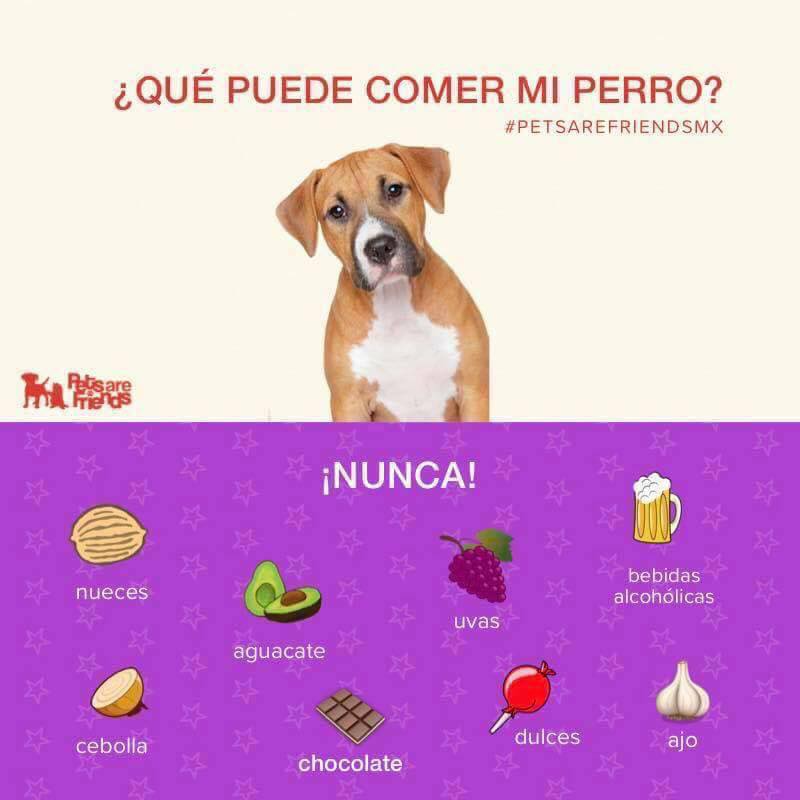 ¿QUÉ PUEDE COMER MI PERRO?
#PETSAREFRIENDSMX
Pets are
Friends
¡NUNCA!
nueces
aguacate
uvas
bebidas
alcohólicas
cebolla
chocolate
dulces
ajo